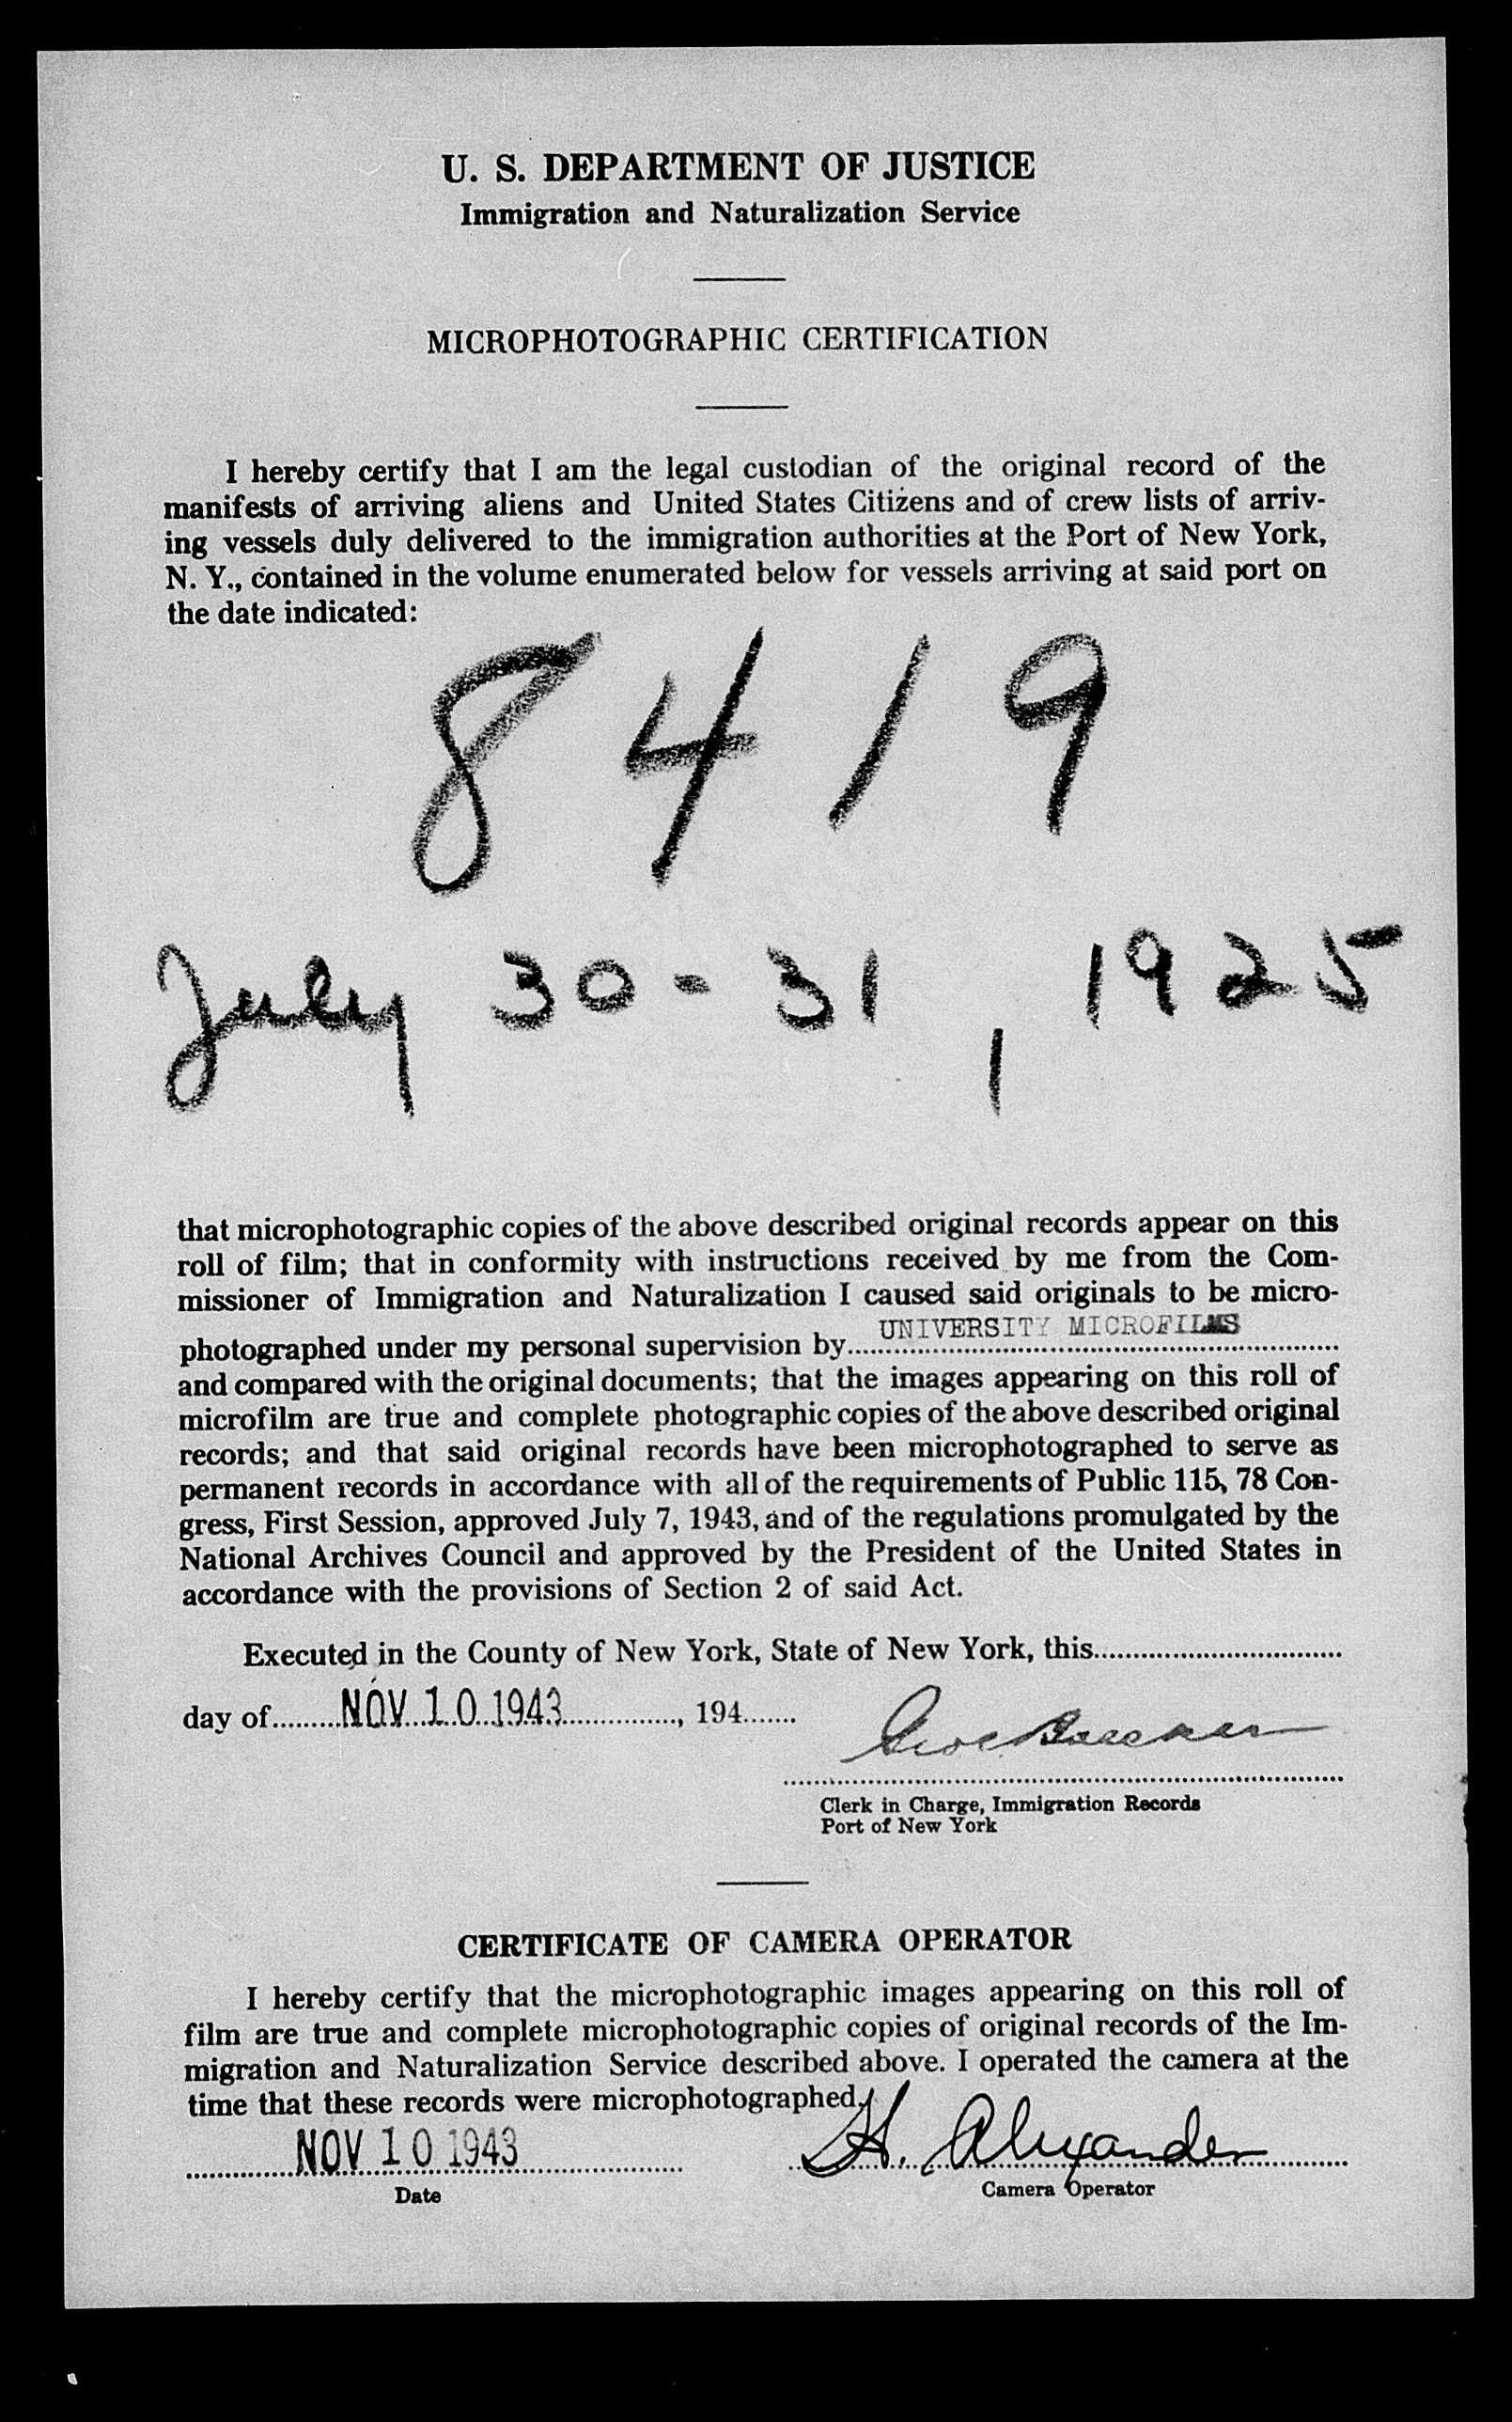 U. S. DEPARTMENT OF JUSTICE
Immigration and Naturalization Service
MICROPHOTOGRAPHIC CERTIFICATION
I hereby certify that I am the legal custodian of the original record of the
manifests of arriving aliens and United States Citizens and of crew lists of arriv-
ing vessels duly delivered to the immigration authorities at the Port of New York,
N. Y., contained in the volume enumerated below for vessels arriving at said port on
the date indicated:
8419
July 30-31, 1925
that microphotographic copies of the above described original records appear on this
roll of film; that in conformity with instructions received by me from the Com-
missioner of Immigration and Naturalization I caused said originals to be micro-
photographed under my personal supervision by UNIVERSITY MICROFILMS
and compared with the original documents; that the images appearing on this roll of
microfilm are true and complete photographic copies of the above described original
records; and that said original records have been microphotographed to serve as
permanent records in accordance with all of the requirements of Public 115, 78 Con-
gress, First Session, approved July 7, 1943, and of the regulations promulgated by the
National Archives Council and approved by the President of the United States in
accordance with the provisions of Section 2 of said Act.
Executed in the County of New York, State of New York, this
day of NOV 10 1943, 194
Clerk in Charge, Immigration Records
Port of New York
CERTIFICATE OF CAMERA OPERATOR
I hereby certify that the microphotographic images appearing on this roll of
film are true and complete microphotographic copies of original records of the Im-
migration and Naturalization Service described above. I operated the camera at the
time that these records were microphotographed.
NOV 10 1943 H. Alexander
Date Camera Operator